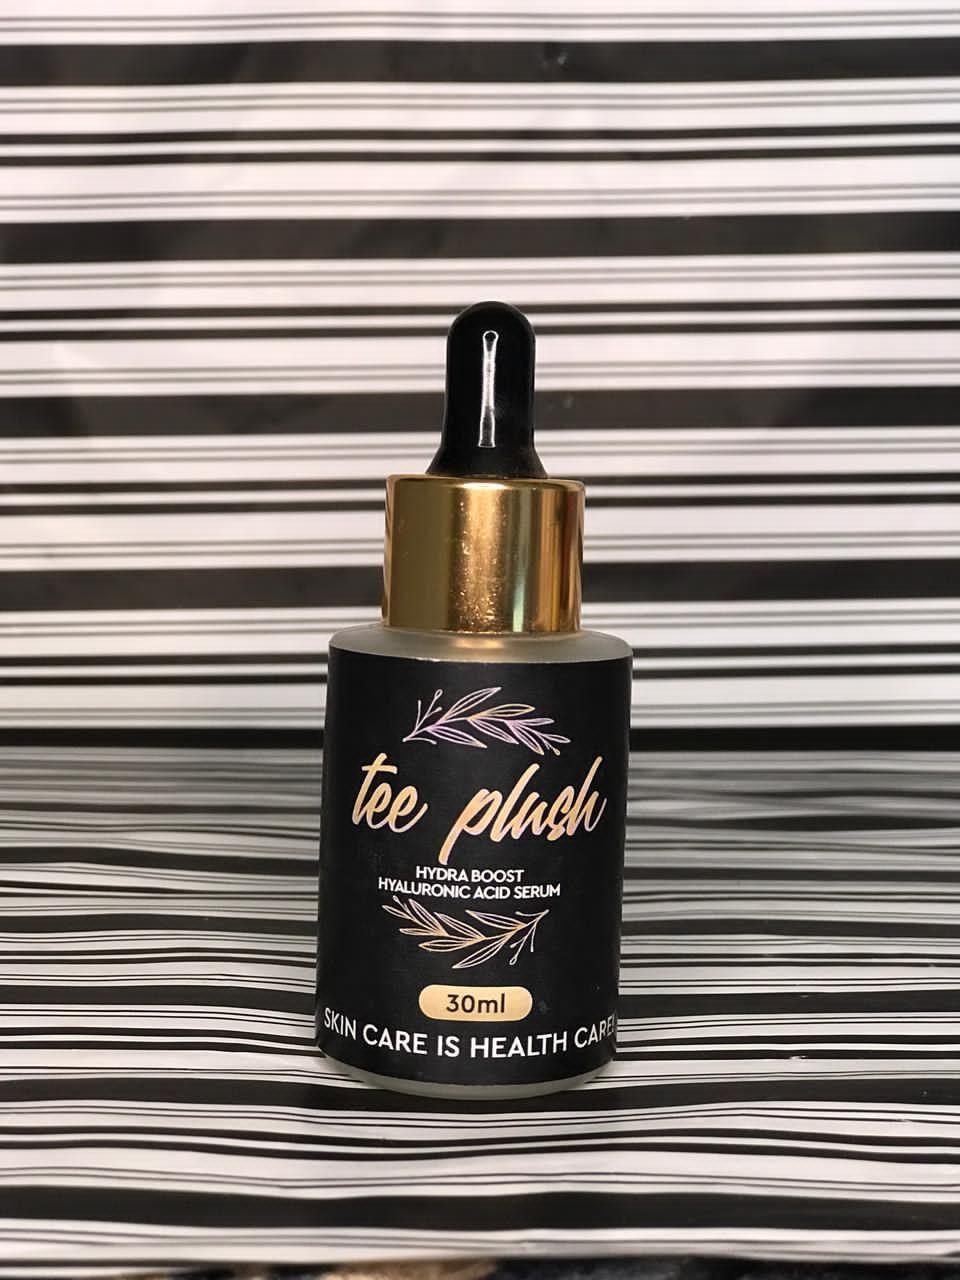 tee plush
HYDRA BOOST
HYALURONIC ACID SERUM
30ml
SKIN CARE IS HEALTH CARE!